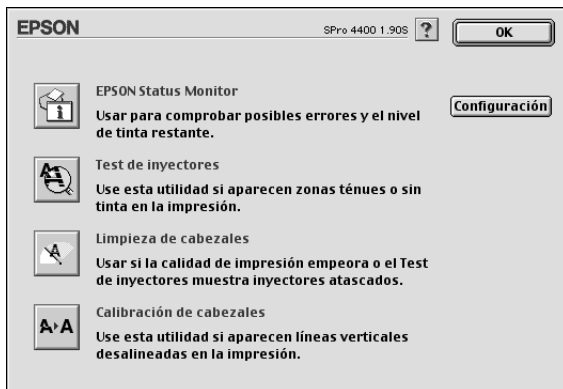 EPSON
SPro 4400 1.90S
?
OK
EPSON Status Monitor
Usar para comprobar posibles errores y el nivel
de tinta restante.
Configuración
Test de inyectores
Use esta utilidad si aparecen zonas ténues o sin
tinta en la impresión.
Limpieza de cabezales
Usar si la calidad de impresión empeora o el Test
de inyectores muestra inyectores atascados.
Calibración de cabezales
Use esta utilidad si aparecen líneas verticales
desalineadas en la impresión.